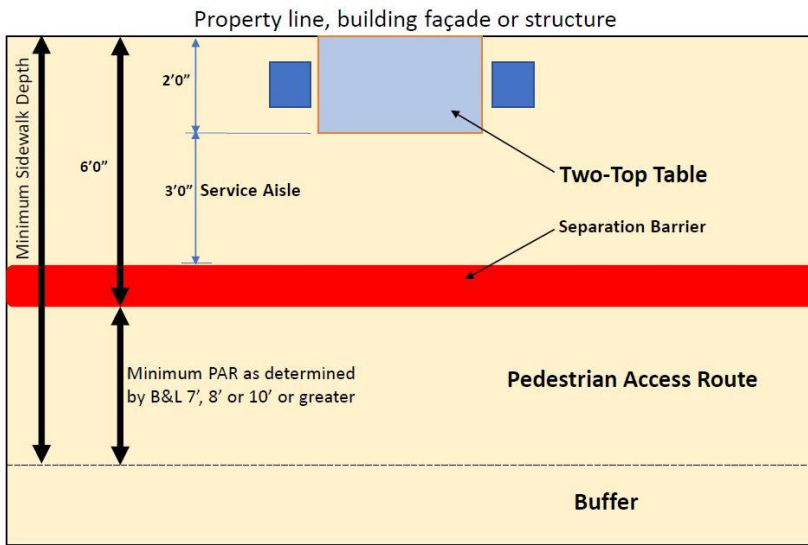 Property line, building façade or structure
Minimum Sidewalk Depth
2’0”
6’0”
3’0” Service Aisle
Two-Top Table
Separation Barrier
Minimum PAR as determined
by B&L 7’, 8’ or 10’ or greater
Pedestrian Access Route
Buffer